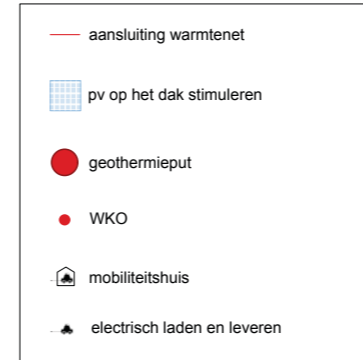 aansluiting warmtenet
pv op het dak stimuleren
geothermieput
WKO
mobiliteitshuis
electrisch laden en leveren